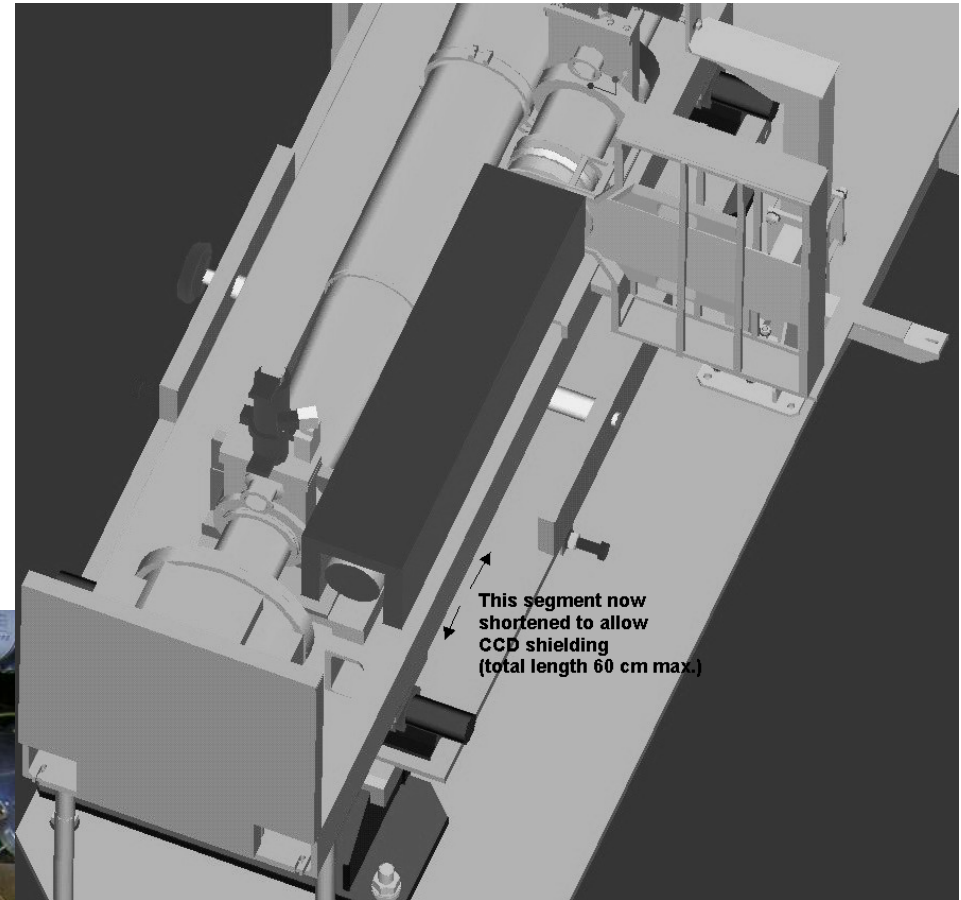 This segment now
shortened to allow
CCD shielding
(total length 60 cm max.)